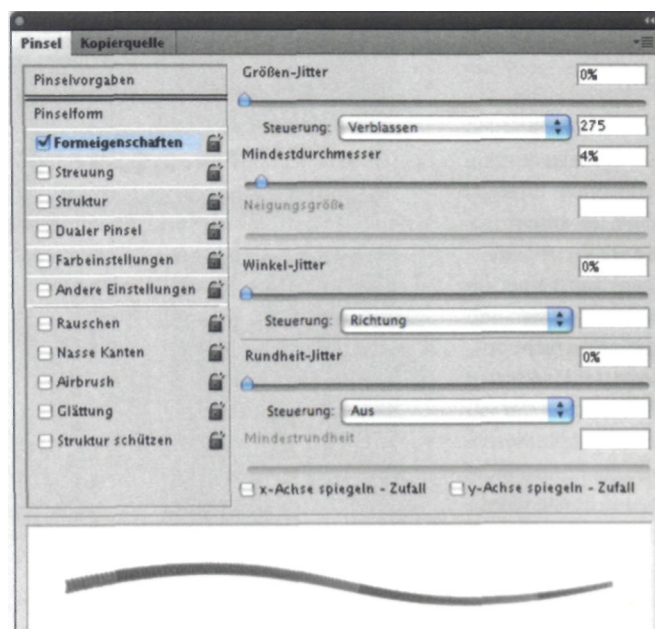 Pinsel Kopierquelle
Pinselvorgaben
Pinselform
Formeigenschaften
Streuung
Struktur
Dualer Pinsel
Farbeinstellungen
Andere Einstellungen
Rauschen
Nasse Kanten
Airbrush
Glättung
Struktur schützen
Größen-Jitter 0%
Steuerung: Verblassen 275
Mindestdurchmesser 4%
Neigungsgröße
Winkel-Jitter 0%
Steuerung: Richtung
Rundheit-Jitter 0%
Steuerung: Aus
Mindestrundheit
x-Achse spiegeln - Zufall y-Achse spiegeln - Zufall